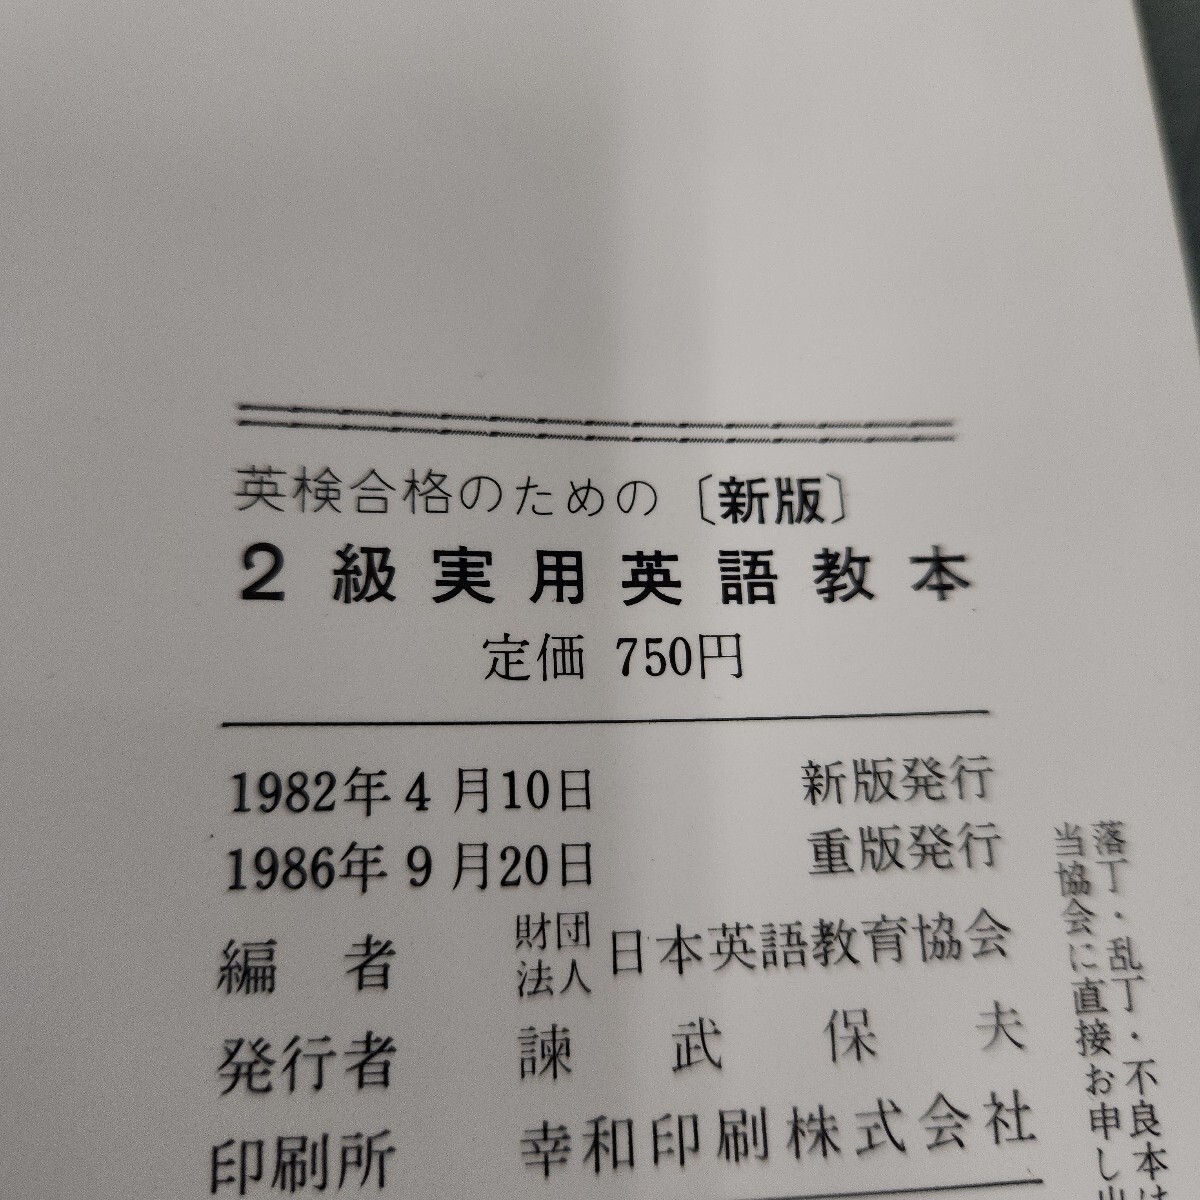 英検合格のための〔新版〕
2級実用英語教本
定価 750円
1982年4月10日 新版発行
1986年9月20日 重版発行
編者 財団法人 日本英語教育協会
発行者 諫武保夫
印刷所 幸和印刷株式会社
落丁・乱丁・不良本は
当協会に直接お申し出